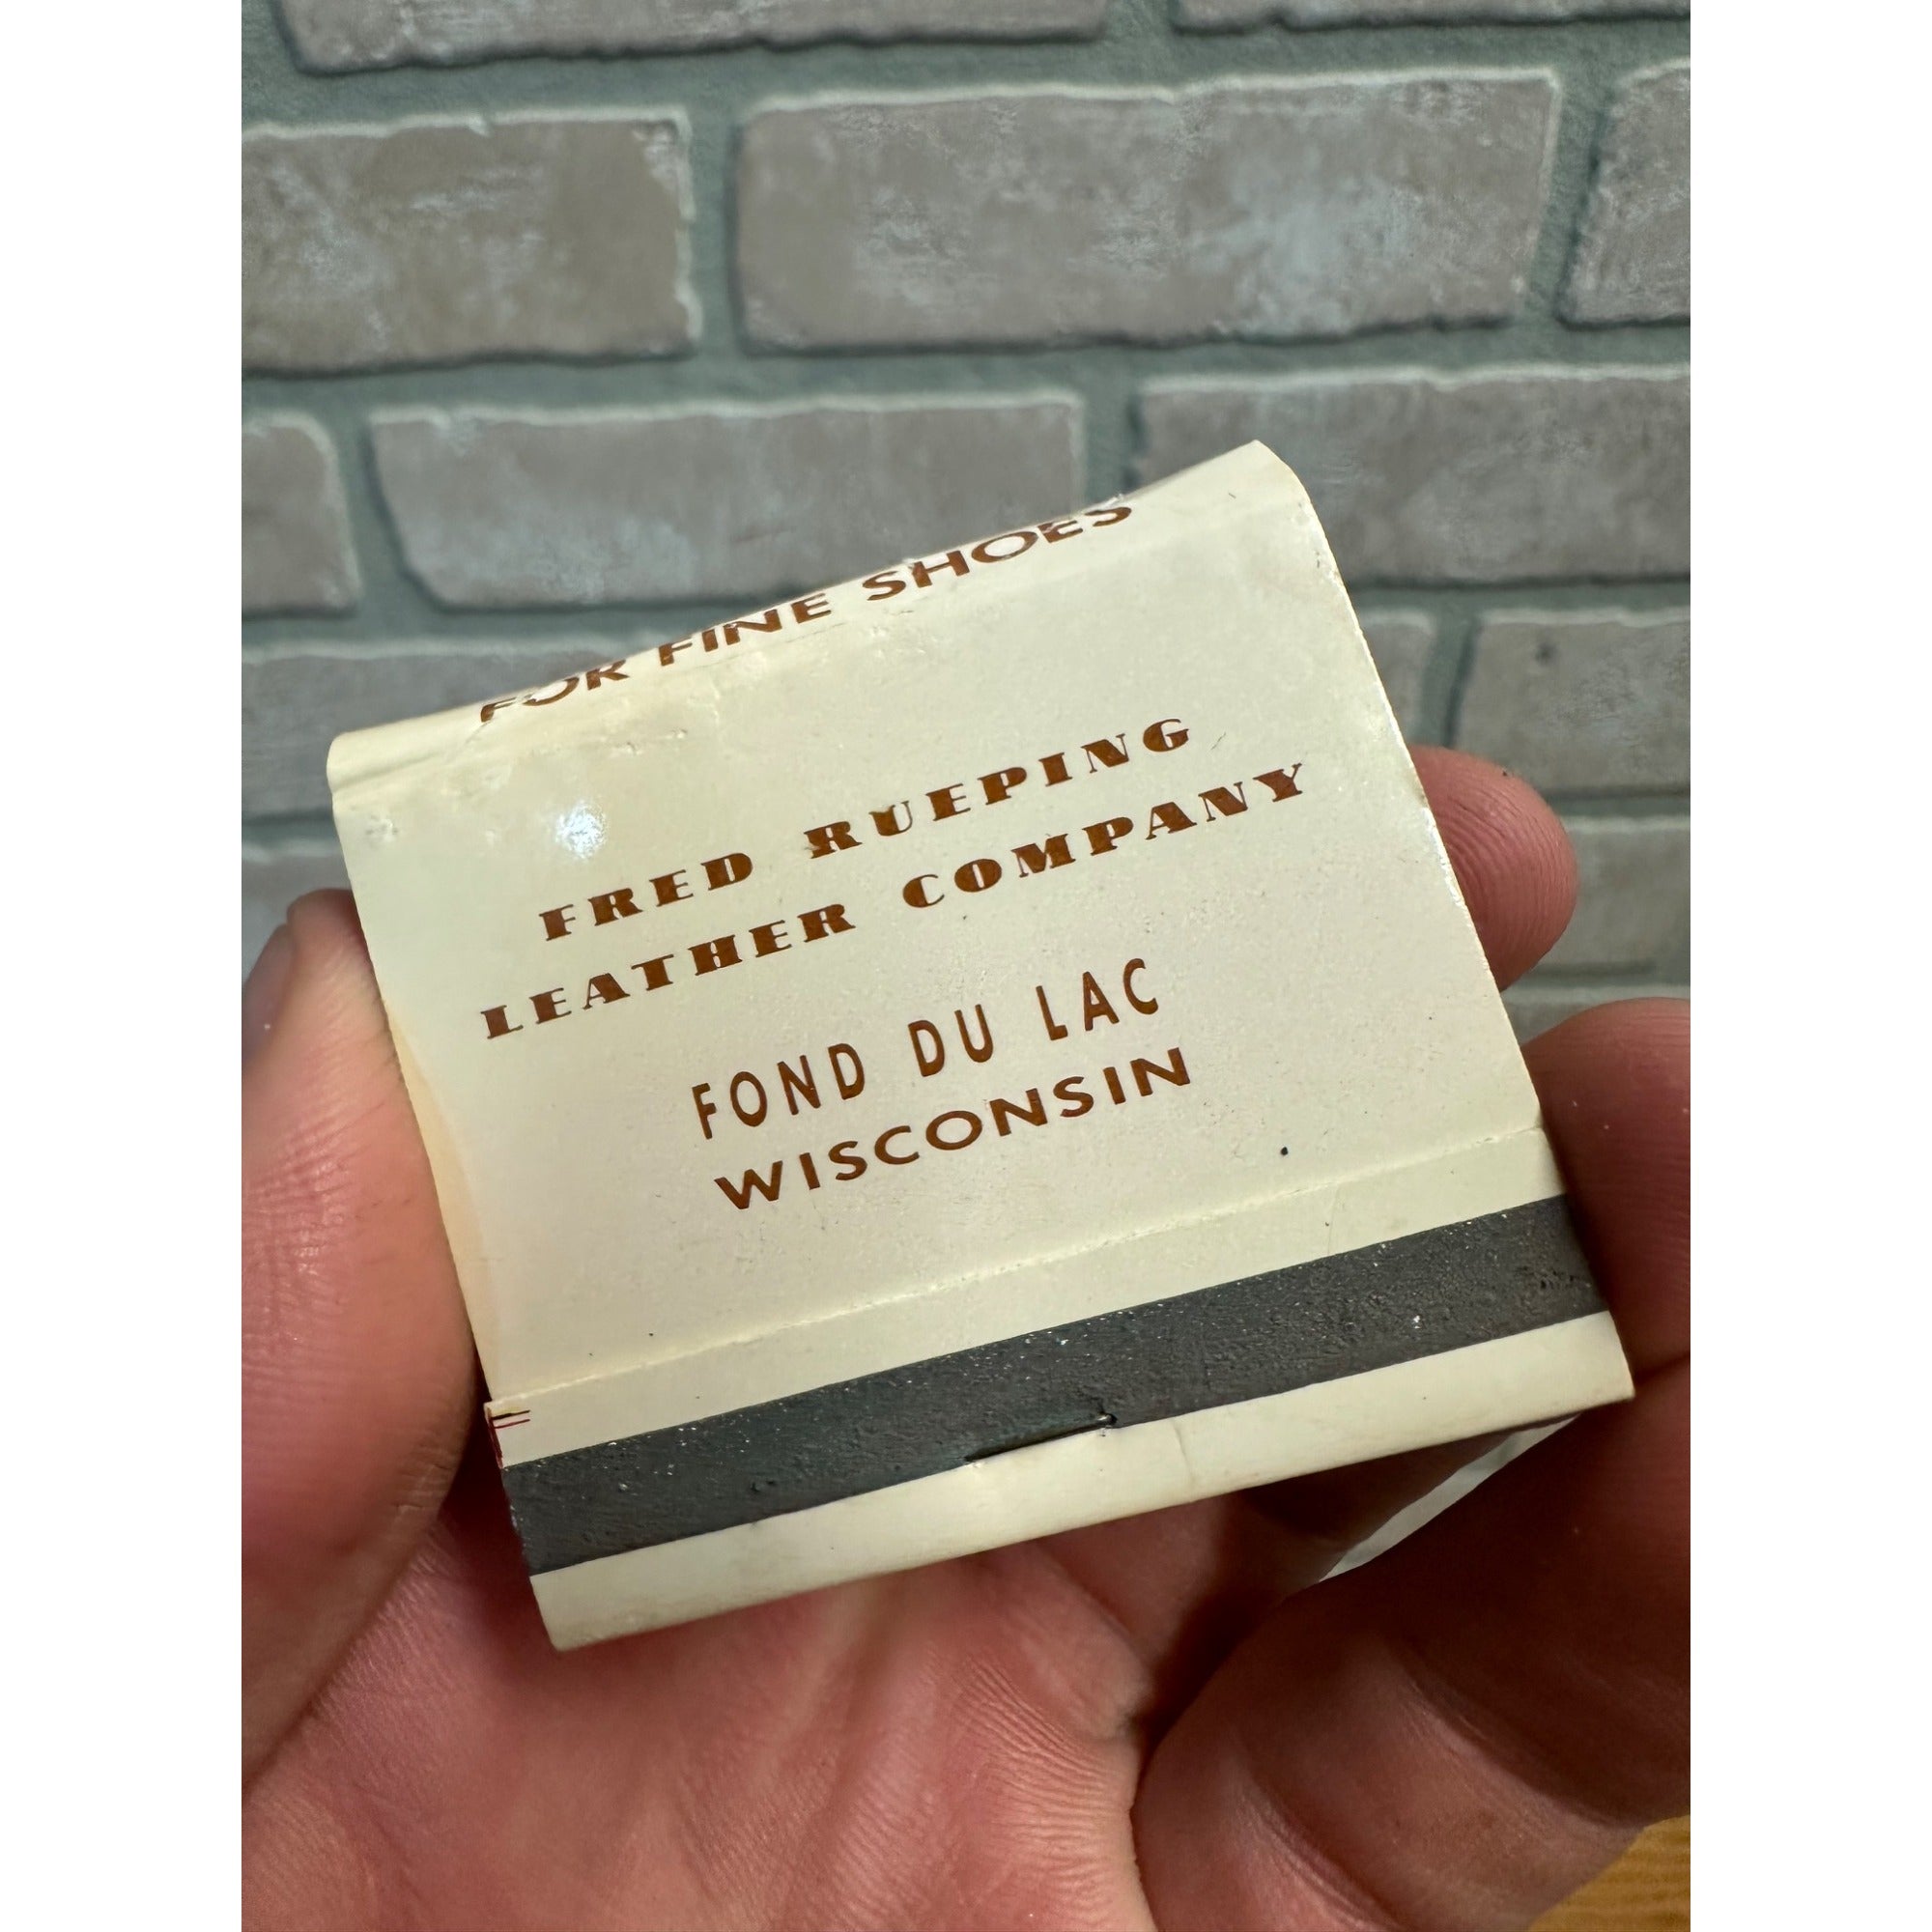 FOR FINE SHOES
FRED RUEPING
LEATHER COMPANY
FOND DU LAC
WISCONSIN